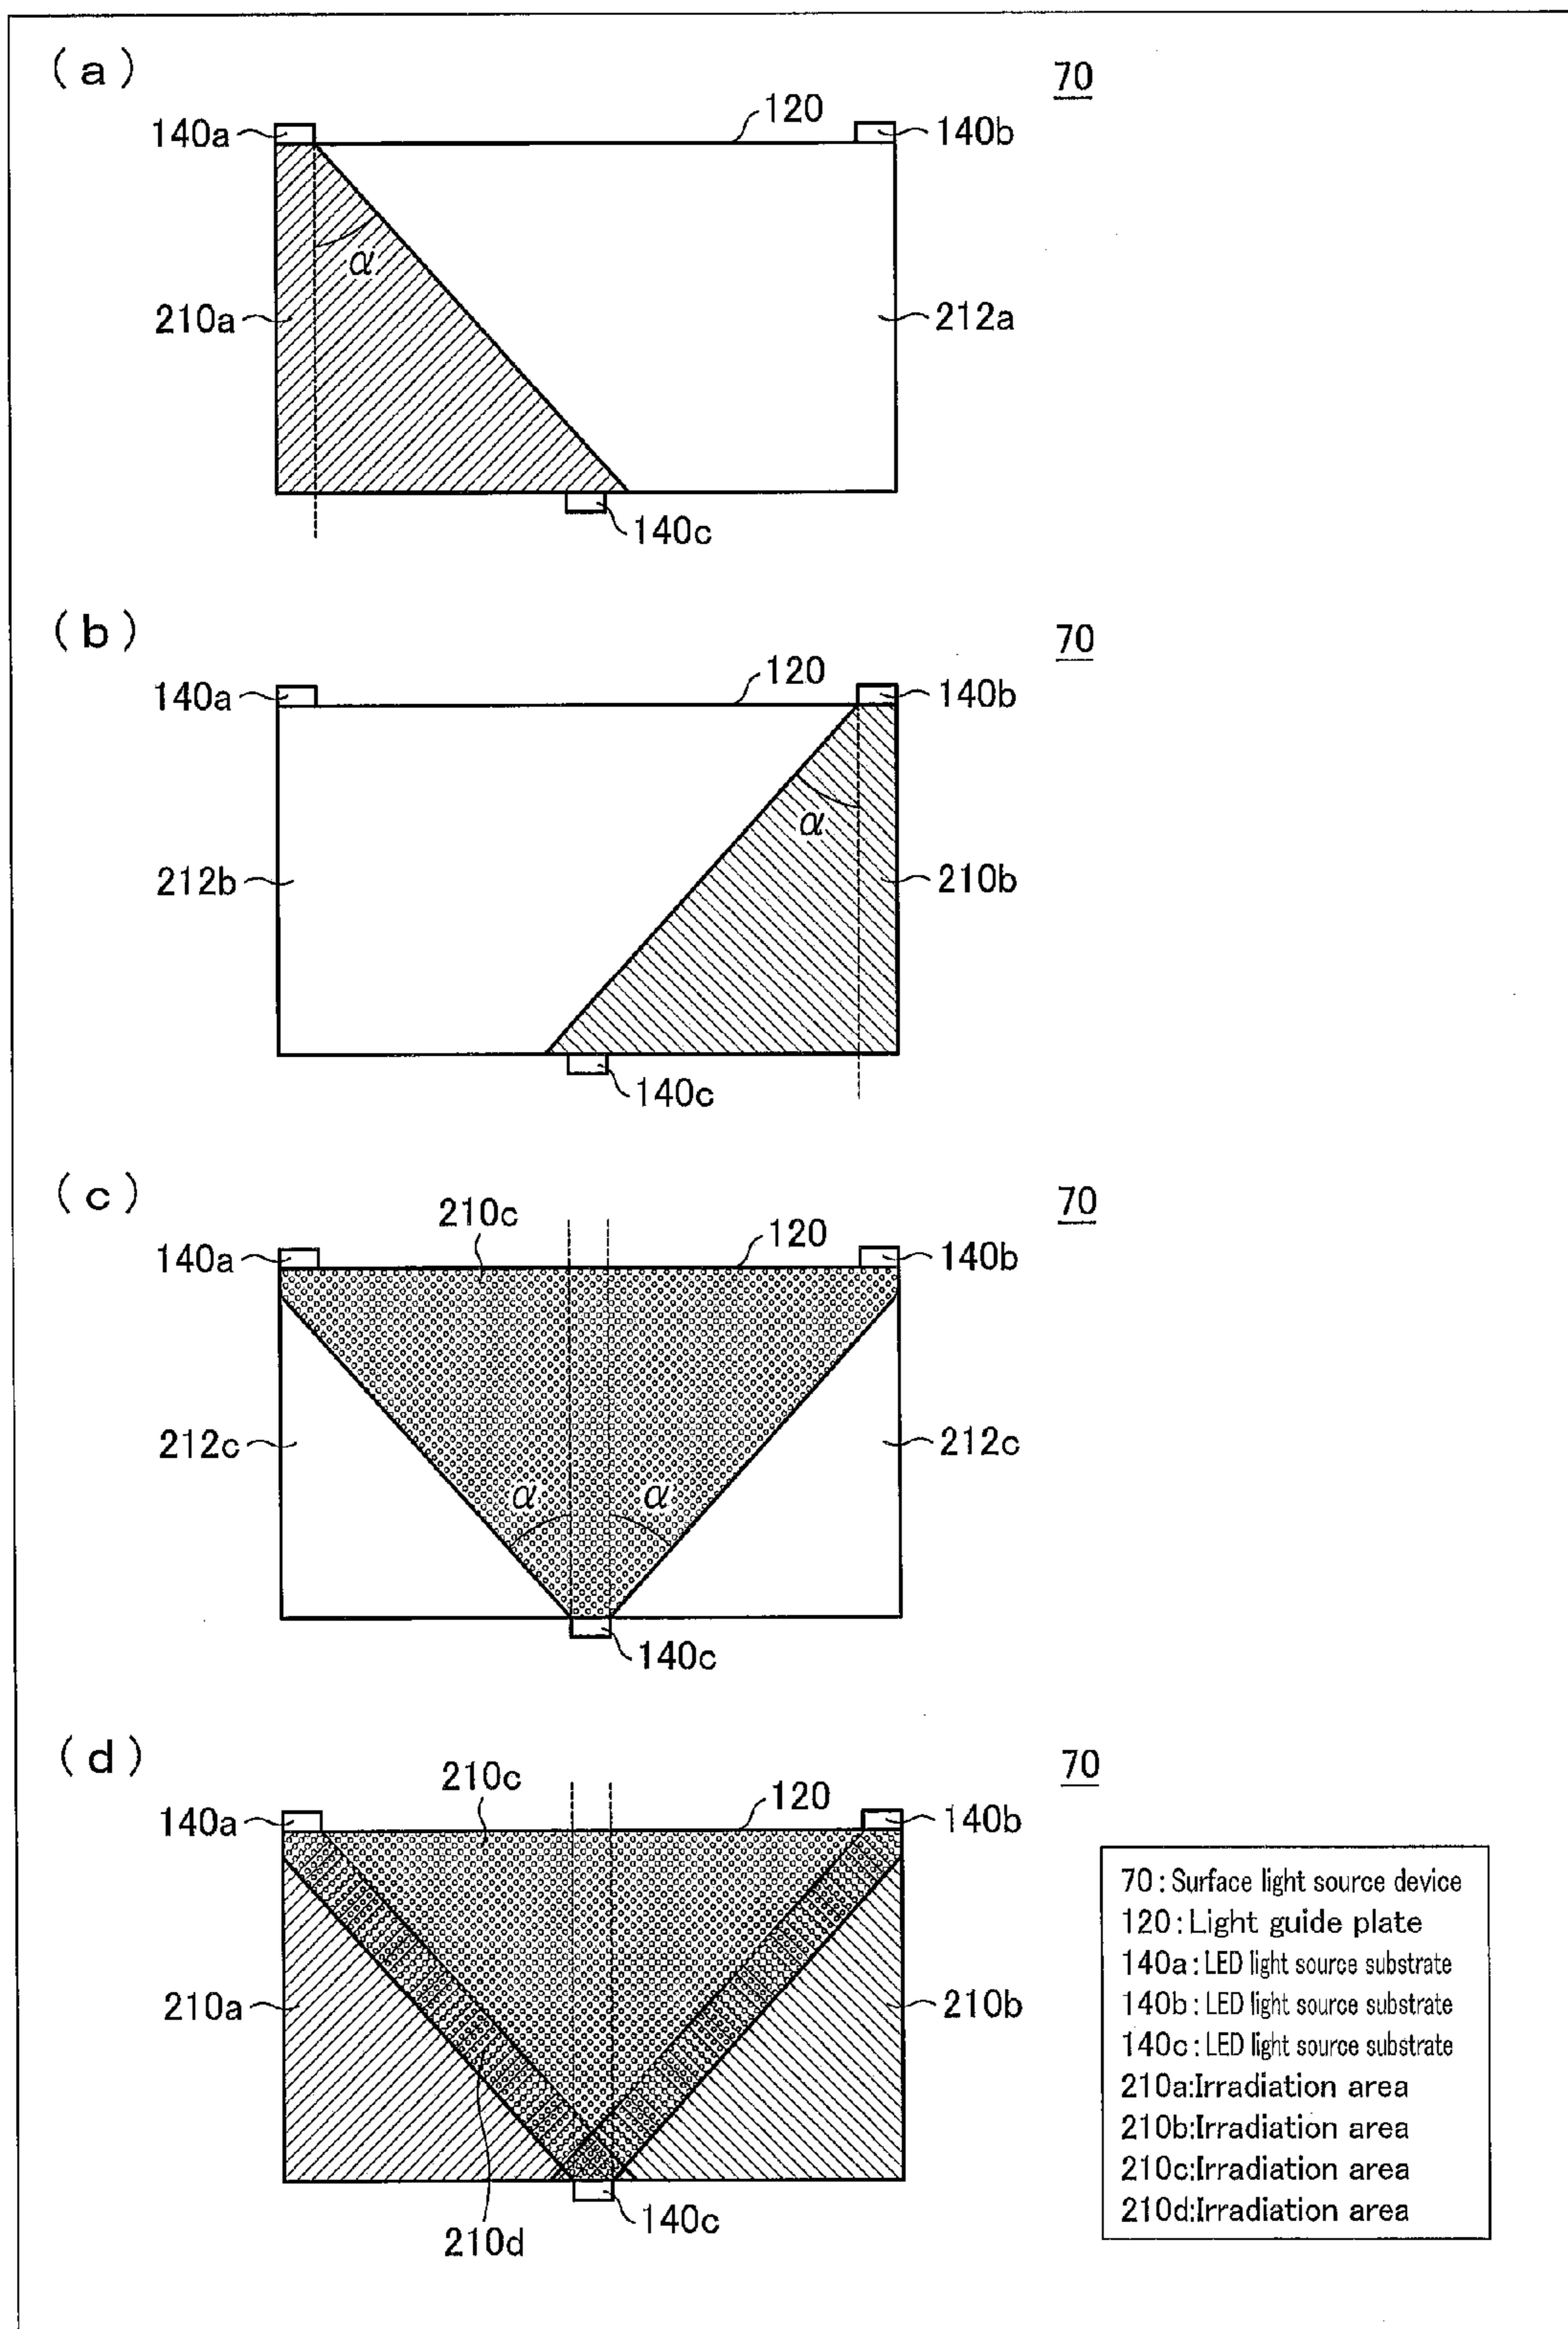 (a)
70
140a
120
140b
α
210a
212a
140c
(b)
70
140a
120
140b
α
212b
210b
140c
(c)
70
210c
140a
120
140b
212c
212c
α
α
140c
(d)
70
210c
140a
120
140b
210a
210b
140c
210d
70 : Surface light source device
120 : Light guide plate
140a : LED light source substrate
140b : LED light source substrate
140c : LED light source substrate
210a:Irradiation area
210b:Irradiation area
210c:Irradiation area
210d:Irradiation area